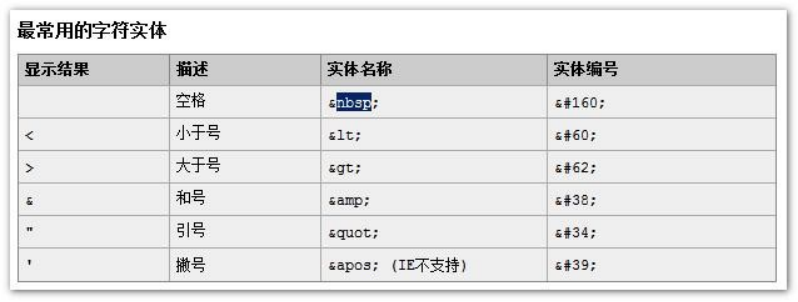 最常用的字符实体
显示结果 描述 实体名称 实体编号
空格 &nbsp; &#160;
< 小于号 &lt; &#60;
> 大于号 &gt; &#62;
& 和号 &amp; &#38;
" 引号 &quot; &#34;
' 撇号 &apos; (IE不支持) &#39;